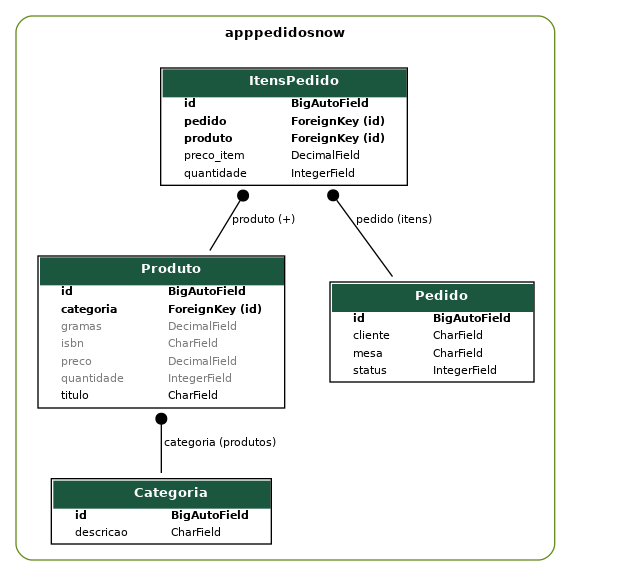 apppedidosnow
ItensPedido
id BigAutoField
pedido ForeignKey (id)
produto ForeignKey (id)
preco_item DecimalField
quantidade IntegerField
produto (+)
pedido (itens)
Produto
id BigAutoField
categoria ForeignKey (id)
gramas DecimalField
isbn CharField
preco DecimalField
quantidade IntegerField
titulo CharField
Pedido
id BigAutoField
cliente CharField
mesa CharField
status IntegerField
categoria (produtos)
Categoria
id BigAutoField
descricao CharField